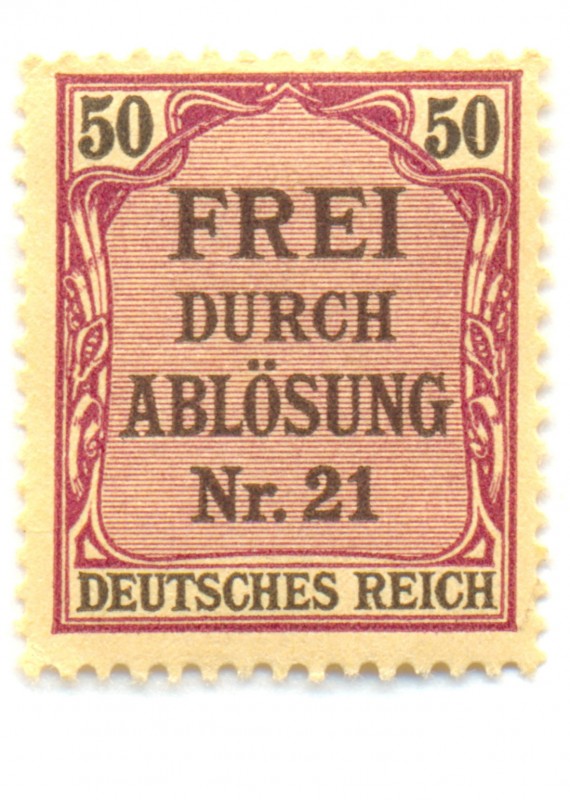 50 50
FREI
DURCH
ABLÖSUNG
Nr. 21
DEUTSCHES REICH